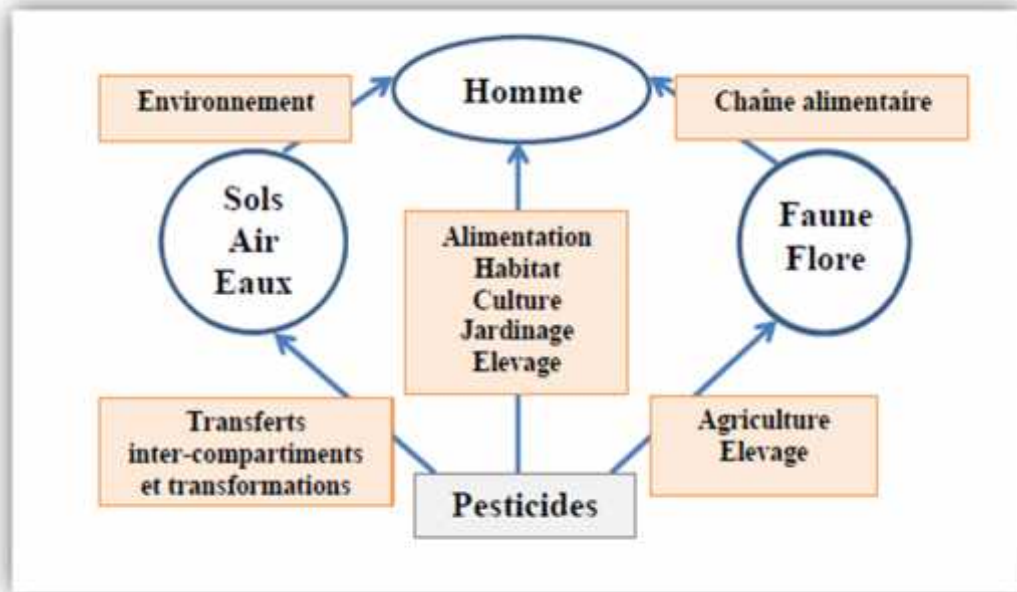 Homme
Environnement
Chaîne alimentaire
Sols
Air
Eaux
Alimentation
Habitat
Culture
Jardinage
Elevage
Faune
Flore
Transferts
inter-compartiments
et transformations
Agriculture
Elevage
Pesticides